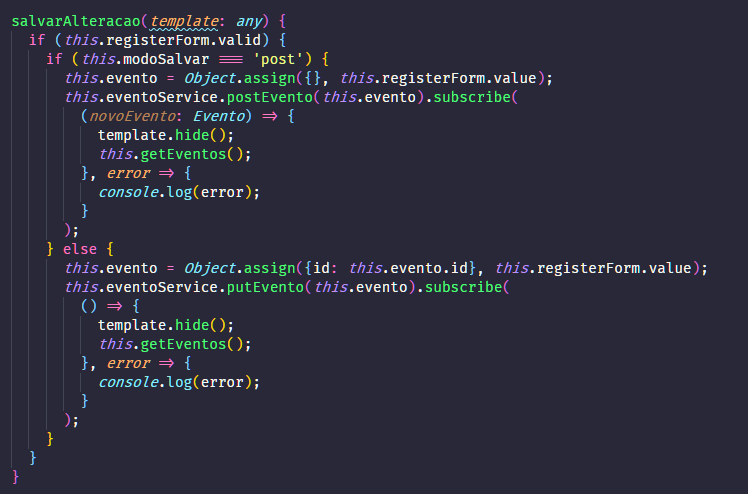 salvarAlteracao(template: any) {
  if (this.registerForm.valid) {
    if (this.modoSalvar === 'post') {
      this.evento = Object.assign({}, this.registerForm.value);
      this.eventoService.postEvento(this.evento).subscribe(
        (novoEvento: Evento) => {
          template.hide();
          this.getEventos();
        }, error => {
          console.log(error);
        }
      );
    } else {
      this.evento = Object.assign({id: this.evento.id}, this.registerForm.value);
      this.eventoService.putEvento(this.evento).subscribe(
        () => {
          template.hide();
          this.getEventos();
        }, error => {
          console.log(error);
        }
      );
    }
  }
}